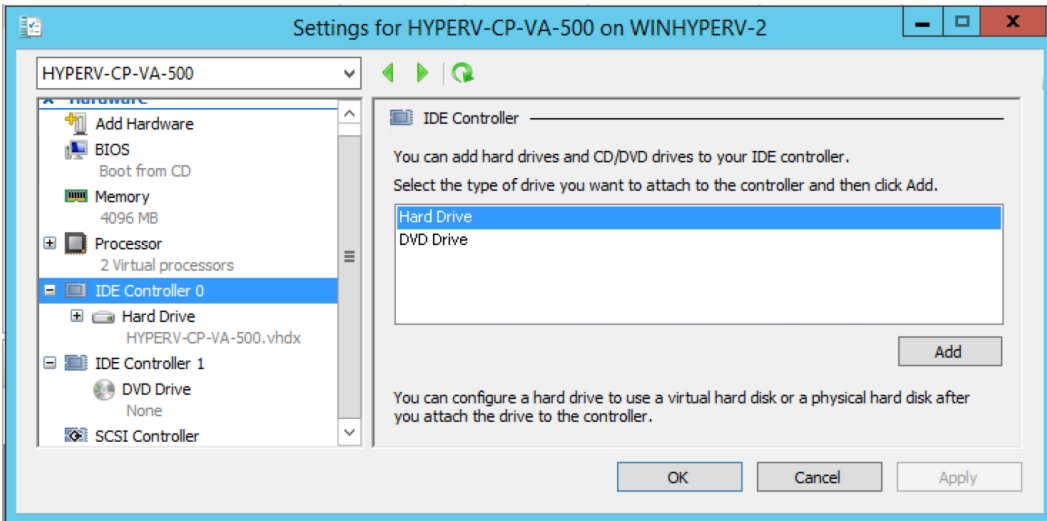 Settings for HYPERV-CP-VA-500 on WINHYPERV-2
HYPERV-CP-VA-500
Hardware
Add Hardware
BIOS
Boot from CD
Memory
4096 MB
Processor
2 Virtual processors
IDE Controller 0
Hard Drive
HYPERV-CP-VA-500.vhdx
IDE Controller 1
DVD Drive
None
SCSI Controller
IDE Controller
You can add hard drives and CD/DVD drives to your IDE controller.
Select the type of drive you want to attach to the controller and then click Add.
Hard Drive
DVD Drive
Add
You can configure a hard drive to use a virtual hard disk or a physical hard disk after
you attach the drive to the controller.
OK
Cancel
Apply